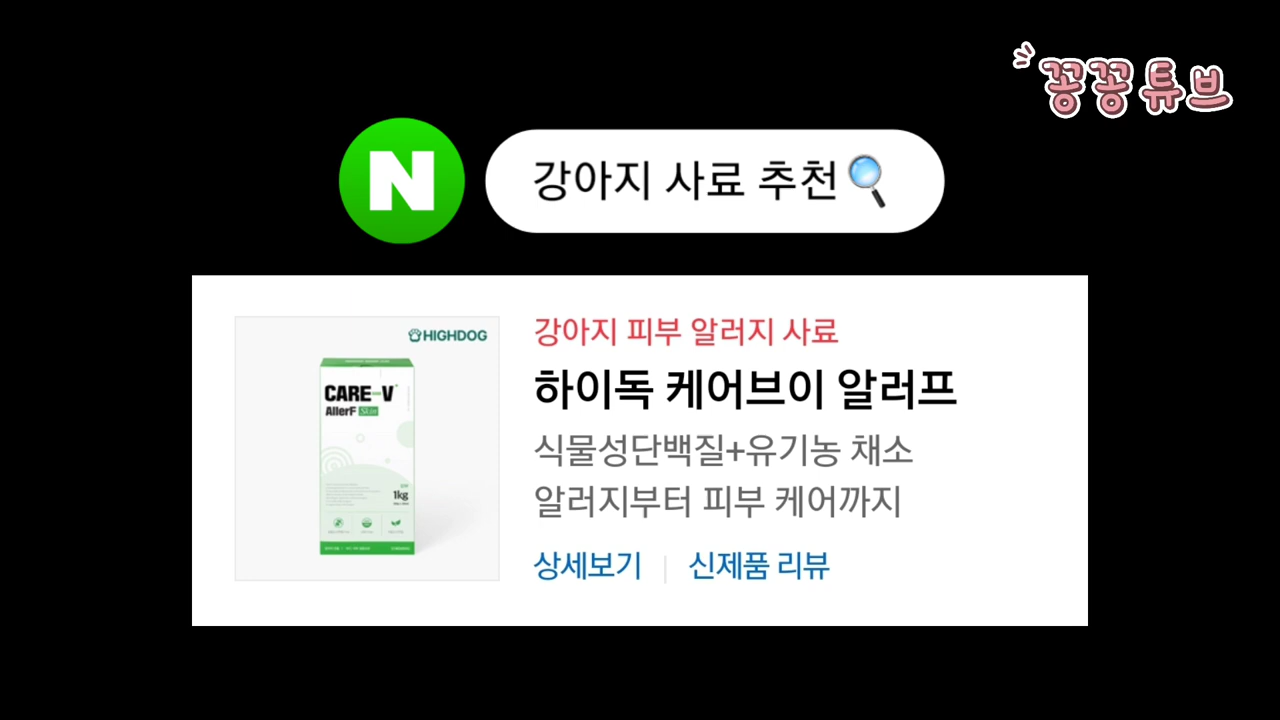 꽁꽁튜브
N
강아지 사료 추천
HIGHDOG
CARE-V
AllerF Skin
1kg
강아지 피부 알러지 사료
하이독 케어브이 알러프
식물성단백질+유기농 채소
알러지부터 피부 케어까지
상세보기 | 신제품 리뷰